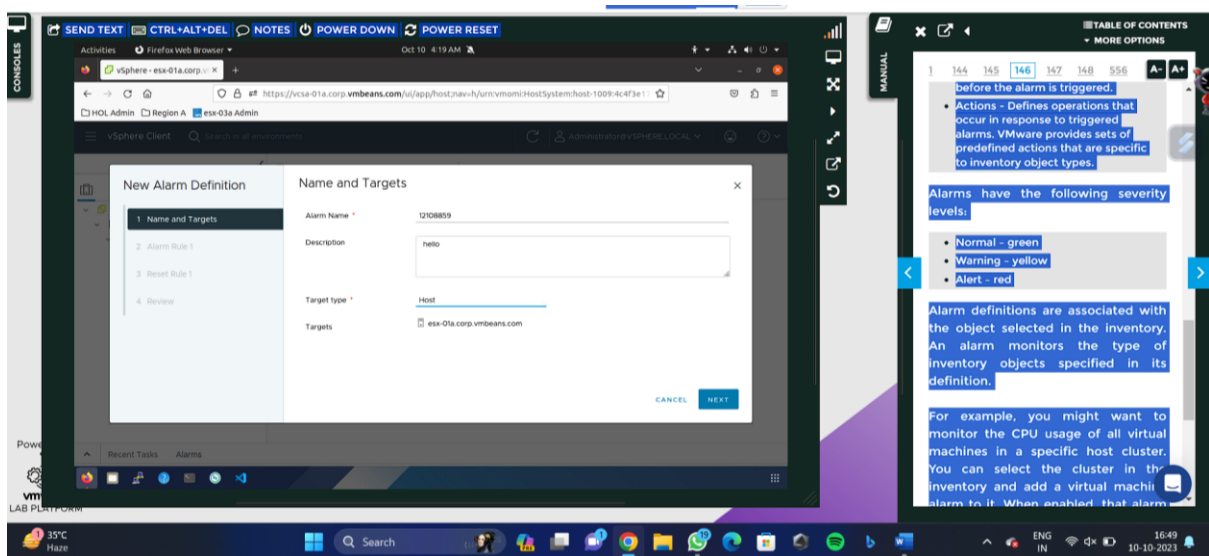 CONSOLES
SEND TEXT CTRL+ALT+DEL NOTES POWER DOWN POWER RESET
Activities Firefox Web Browser Oct 10 4:19 AM
vSphere - esx-01a.corp.v × +
https://vcsa-01a.corp.vmbeans.com/ui/app/host;nav=h/urn:vmomi:HostSystem:host-1009:4c4f3e1
HOL Admin Region A esx-03a Admin
vSphere Client Search in all environments Administrator@VSPHERE.LOCAL
New Alarm Definition
1 Name and Targets
2 Alarm Rule 1
3 Reset Rule 1
4 Review
Name and Targets
Alarm Name * 12108859
Description hello
Target type * Host
Targets esx-01a.corp.vmbeans.com
CANCEL NEXT
Recent Tasks Alarms
Powe
vm
LAB PLATFORM
MANUAL
TABLE OF CONTENTS
MORE OPTIONS
1 144 145 146 147 148 556 A- A+
before the alarm is triggered.
• Actions - Defines operations that
occur in response to triggered
alarms. VMware provides sets of
predefined actions that are specific
to inventory object types.
Alarms have the following severity
levels:
• Normal - green
• Warning - yellow
• Alert - red
Alarm definitions are associated with
the object selected in the inventory.
An alarm monitors the type of
inventory objects specified in its
definition.
For example, you might want to
monitor the CPU usage of all virtual
machines in a specific host cluster.
You can select the cluster in the
inventory and add a virtual machin
alarm to it. When enabled, that alarm
1
35°C
Haze
Search
ENG
IN
16:49
10-10-2023